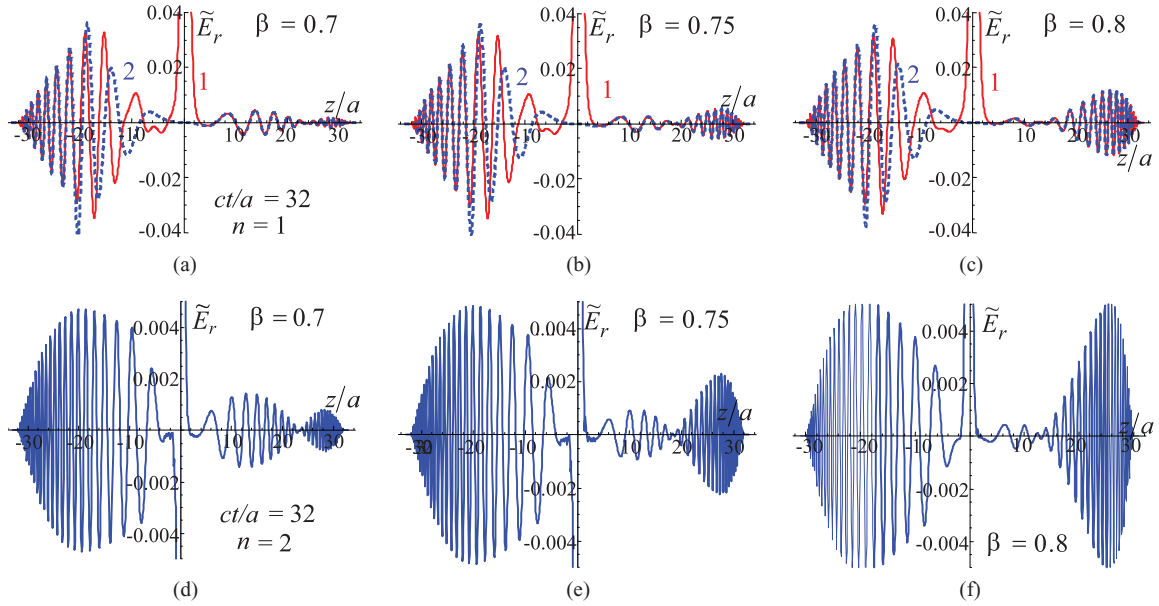 0.04
Ẽr
β = 0.7
0.02
2
1
z/a
-30
-20
-10
10
20
30
-0.02
ct/a = 32
n = 1
-0.04
(a)
0.04
Ẽr
β = 0.75
0.02
2
1
z/a
-30
-20
-10
10
20
30
-0.02
-0.04
(b)
0.04
Ẽr
β = 0.8
0.02
2
1
-30
-20
-10
10
20
30
z/a
-0.02
-0.04
(c)
0.004
Ẽr
β = 0.7
0.002
z/a
-30
-20
-10
10
20
30
-0.002
ct/a = 32
n = 2
-0.004
(d)
0.004
Ẽr
β = 0.75
0.002
z/a
-20
-10
10
20
30
-0.002
-0.004
(e)
0.004
Ẽr
0.002
z/a
-30
-20
-10
10
20
30
-0.002
-0.004
β = 0.8
(f)